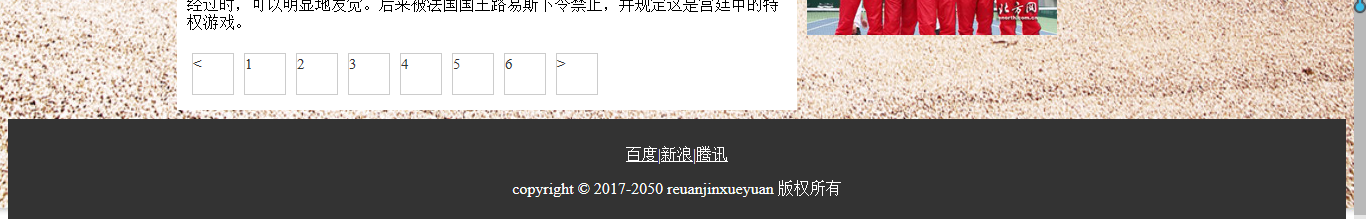 经过时，可以明显地发觉。后来被法国国王路易斯下令禁止，并规定这是宫廷中的特
权游戏。
北方网
< 1 2 3 4 5 6 >
百度|新浪|腾讯
copyright © 2017-2050 reuanjinxueyuan 版权所有